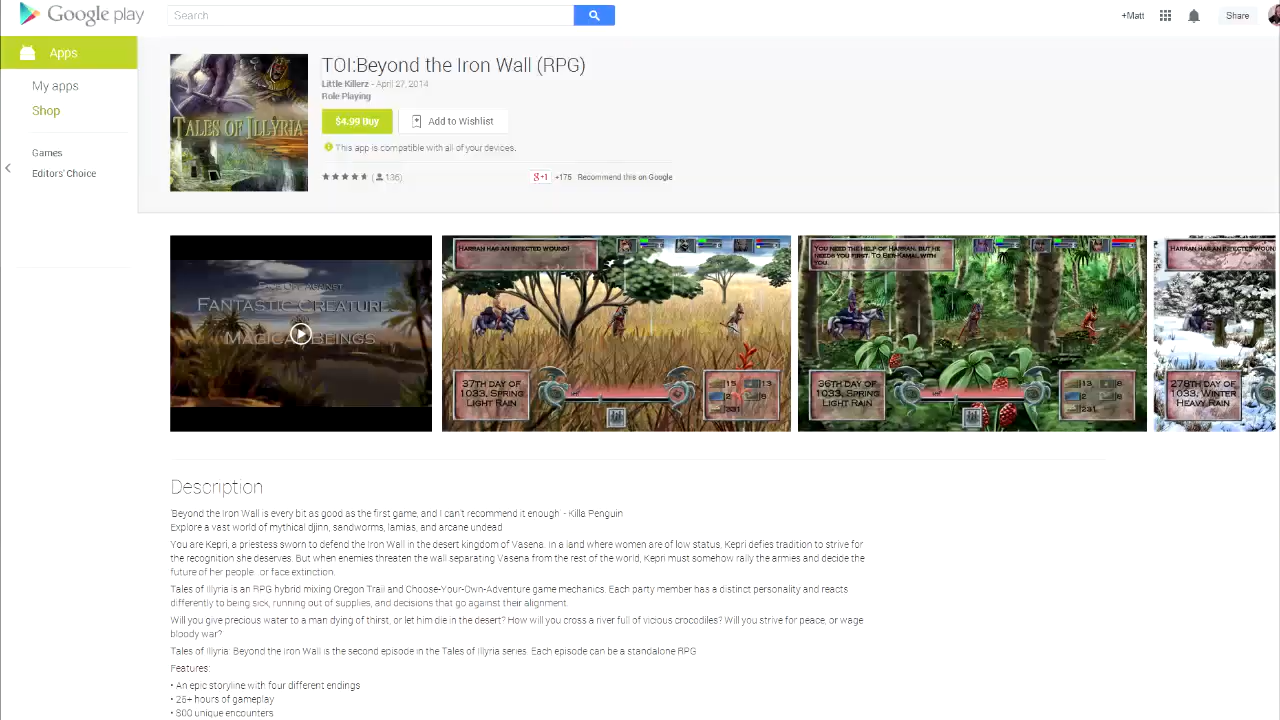 Google play
Search
+Matt
Share
Apps
My apps
Shop
Games
Editors' Choice
TALES OF ILLYRIA
TOI:Beyond the Iron Wall (RPG)
Little Killerz - April 27, 2014
Role Playing
$4.99 Buy
Add to Wishlist
This app is compatible with all of your devices.
(136)
g+1 +175 Recommend this on Google
FANTASTIC CREATURES
MAGICAL BEINGS
HARRAN HAS AN INFECTED WOUND!
37TH DAY OF
1033, SPRING
LIGHT RAIN
15 13
2 6
331
YOU NEED THE HELP OF HARRAN, BUT HE
NEEDS YOU FIRST. TO BEN-KAMAL WITH
YOU.
36TH DAY OF
1033, SPRING
LIGHT RAIN
13 8
2 6
231
HARRAN HAS AN INFECTED WOUN
278TH DAY OF
1033, WINTER
HEAVY RAIN
Description
'Beyond the Iron Wall is every bit as good as the first game, and I can't recommend it enough' - Killa Penguin
Explore a vast world of mythical djinn, sandworms, lamias, and arcane undead
You are Kepri, a priestess sworn to defend the Iron Wall in the desert kingdom of Vasena. In a land where women are of low status, Kepri defies tradition to strive for
the recognition she deserves. But when enemies threaten the wall separating Vasena from the rest of the world, Kepri must somehow rally the armies and decide the
future of her people or face extinction.
Tales of Illyria is an RPG hybrid mixing Oregon Trail and Choose-Your-Own-Adventure game mechanics. Each party member has a distinct personality and reacts
differently to being sick, running out of supplies, and decisions that go against their alignment.
Will you give precious water to a man dying of thirst, or let him die in the desert? How will you cross a river full of vicious crocodiles? Will you strive for peace, or wage
bloody war?
Tales of Illyria: Beyond the Iron Wall is the second episode in the Tales of Illyria series. Each episode can be a standalone RPG
Features:
• An epic storyline with four different endings
• 25+ hours of gameplay
• 800 unique encounters